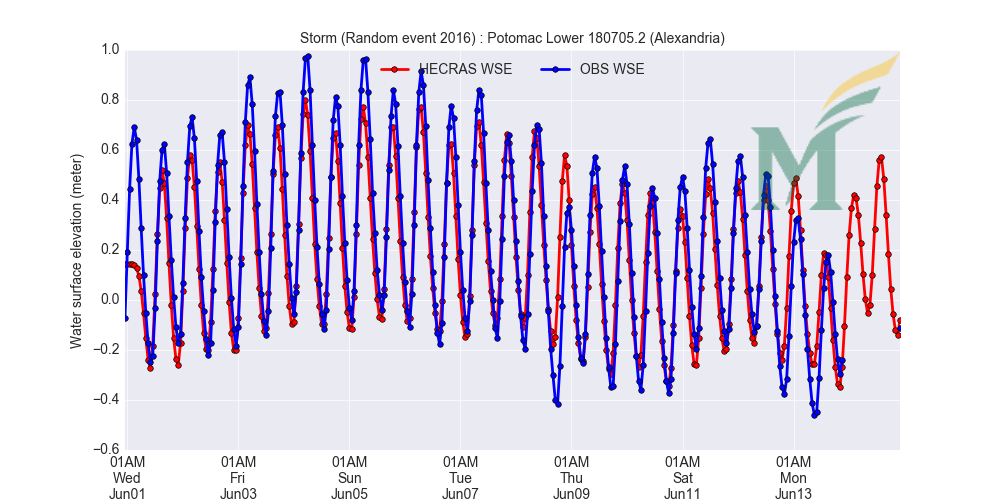 Storm (Random event 2016) : Potomac Lower 180705.2 (Alexandria)
HECRAS WSE
OBS WSE
M
Water surface elevation (meter)
1.0
0.8
0.6
0.4
0.2
0.0
−0.2
−0.4
−0.6
01AM
Wed
Jun01
01AM
Fri
Jun03
01AM
Sun
Jun05
01AM
Tue
Jun07
01AM
Thu
Jun09
01AM
Sat
Jun11
01AM
Mon
Jun13